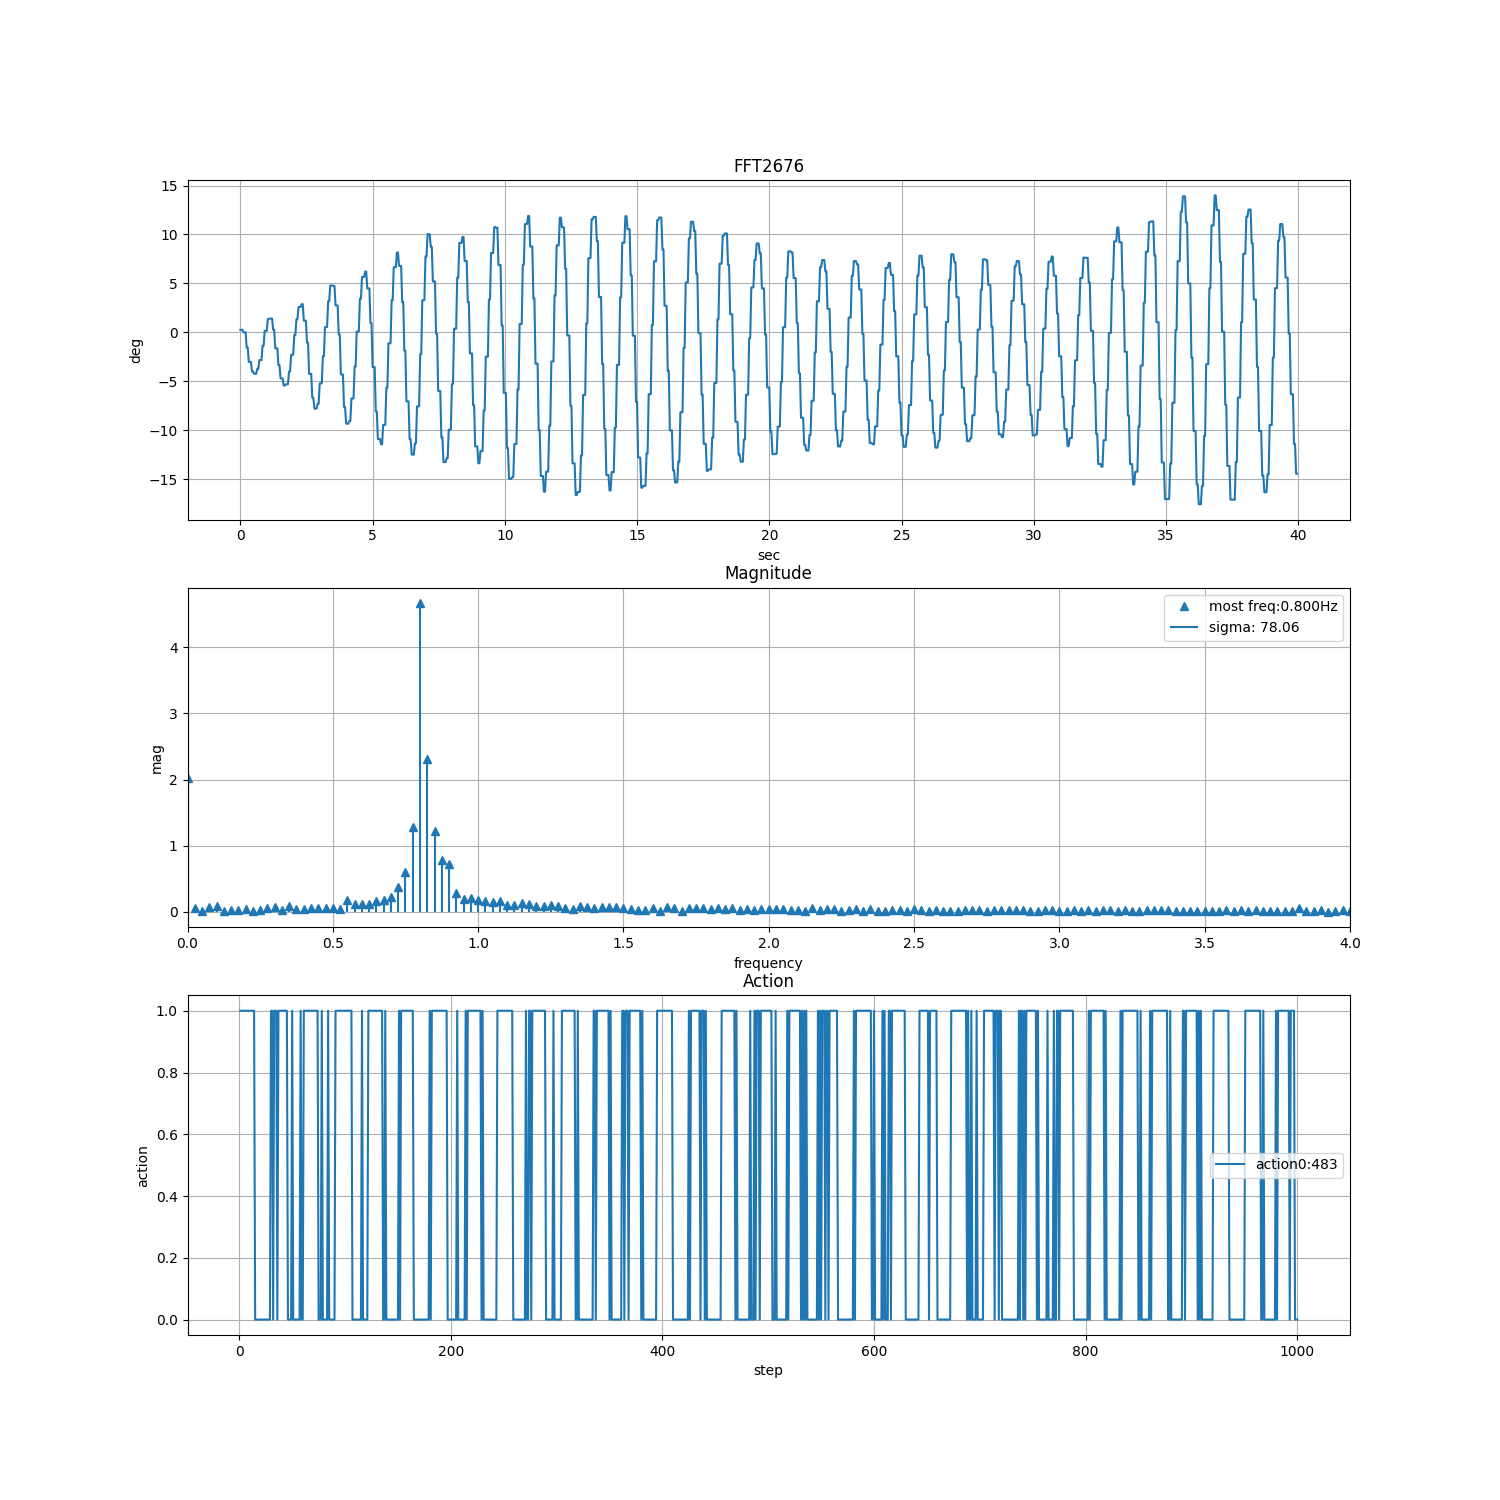 FFT2676
15
10
5
0
−5
−10
−15
deg
0 5 10 15 20 25 30 35 40
sec
Magnitude
most freq:0.800Hz
sigma: 78.06
4
3
2
1
0
mag
0.0 0.5 1.0 1.5 2.0 2.5 3.0 3.5 4.0
frequency
Action
1.0
0.8
0.6
0.4
0.2
0.0
action
action0:483
0 200 400 600 800 1000
step